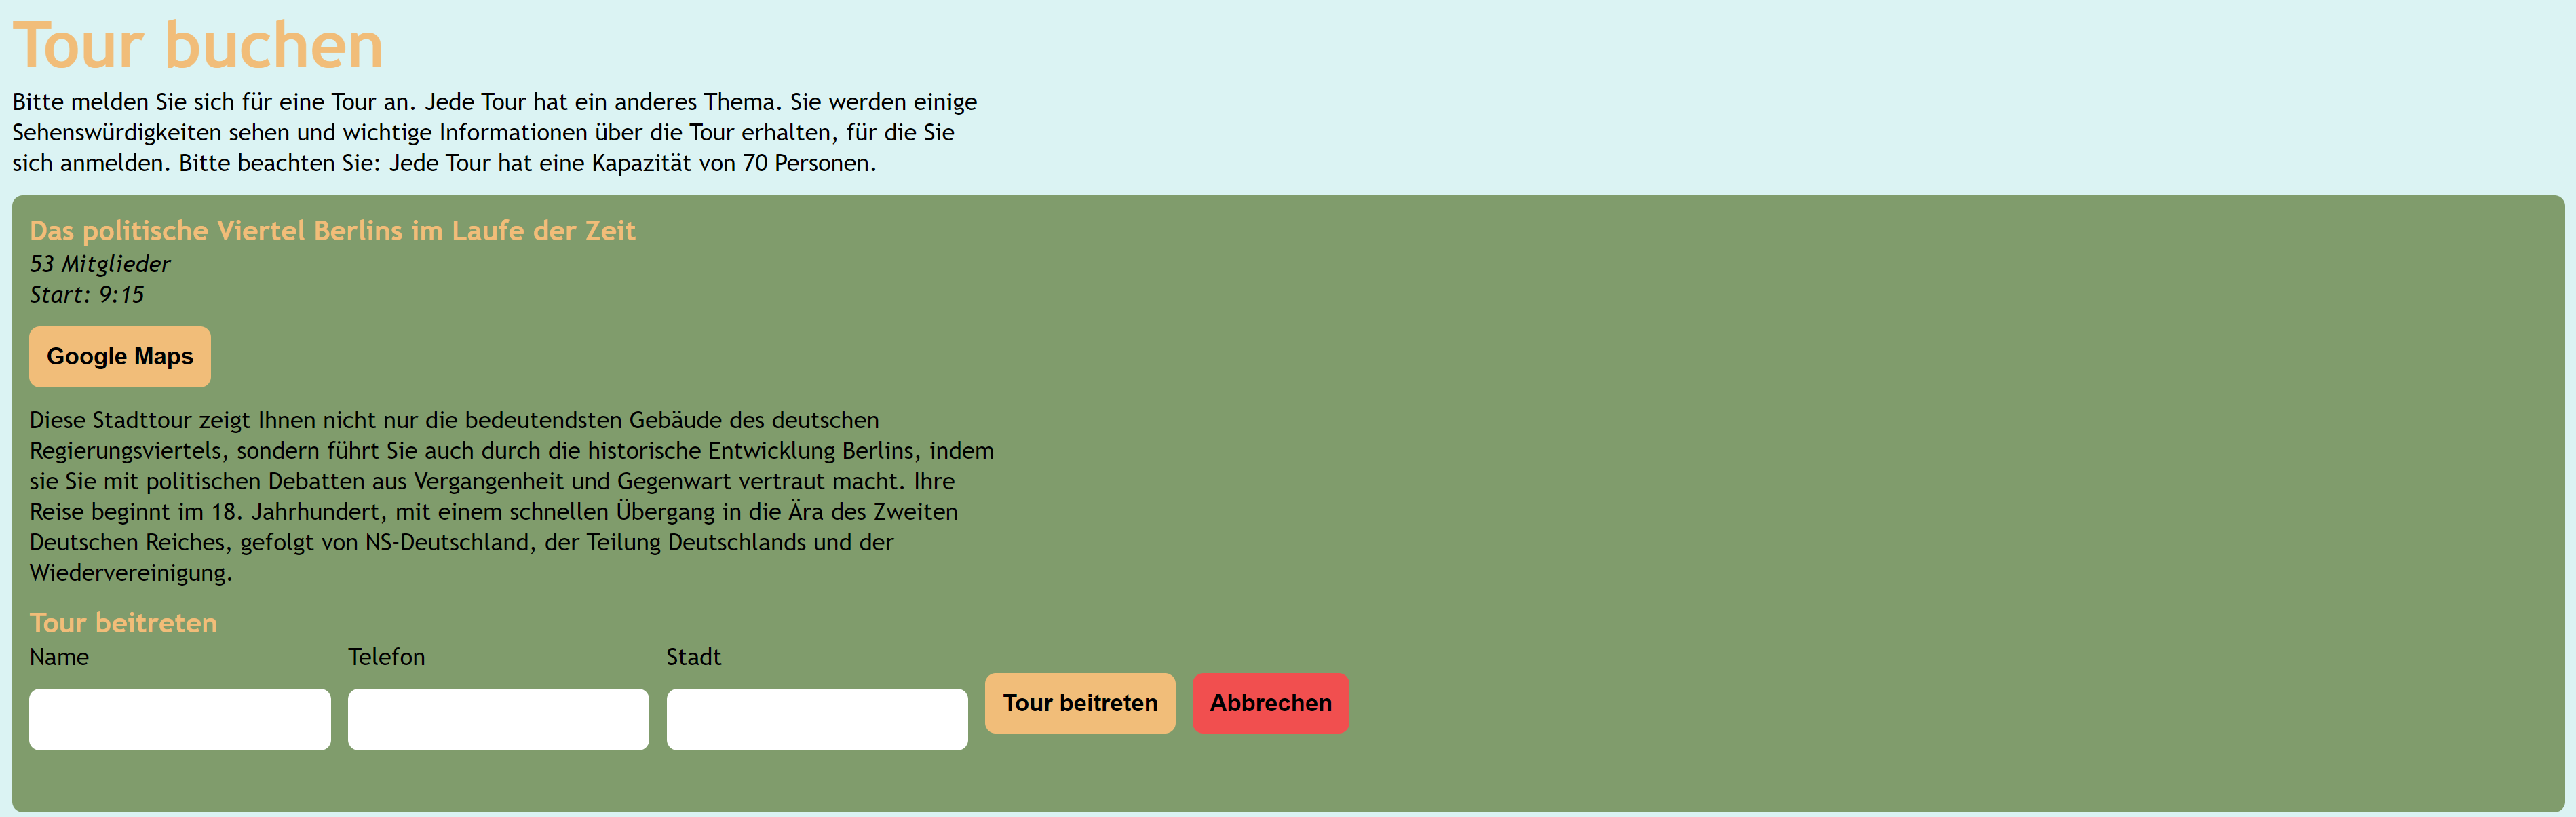 Tour buchen
Bitte melden Sie sich für eine Tour an. Jede Tour hat ein anderes Thema. Sie werden einige
Sehenswürdigkeiten sehen und wichtige Informationen über die Tour erhalten, für die Sie
sich anmelden. Bitte beachten Sie: Jede Tour hat eine Kapazität von 70 Personen.
Das politische Viertel Berlins im Laufe der Zeit
53 Mitglieder
Start: 9:15
Google Maps
Diese Stadttour zeigt Ihnen nicht nur die bedeutendsten Gebäude des deutschen
Regierungsviertels, sondern führt Sie auch durch die historische Entwicklung Berlins, indem
sie Sie mit politischen Debatten aus Vergangenheit und Gegenwart vertraut macht. Ihre
Reise beginnt im 18. Jahrhundert, mit einem schnellen Übergang in die Ära des Zweiten
Deutschen Reiches, gefolgt von NS-Deutschland, der Teilung Deutschlands und der
Wiedervereinigung.
Tour beitreten
Name Telefon Stadt
Tour beitreten Abbrechen